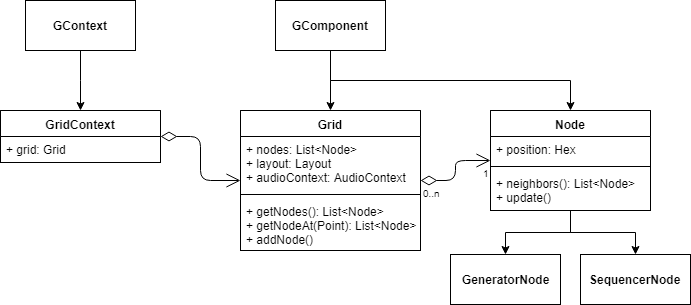 GContext
GComponent
GridContext
+ grid: Grid
Grid
+ nodes: List<Node>
+ layout: Layout
+ audioContext: AudioContext
+ getNodes(): List<Node>
+ getNodeAt(Point): List<Node>
+ addNode()
0..n
1
Node
+ position: Hex
+ neighbors(): List<Node>
+ update()
GeneratorNode
SequencerNode